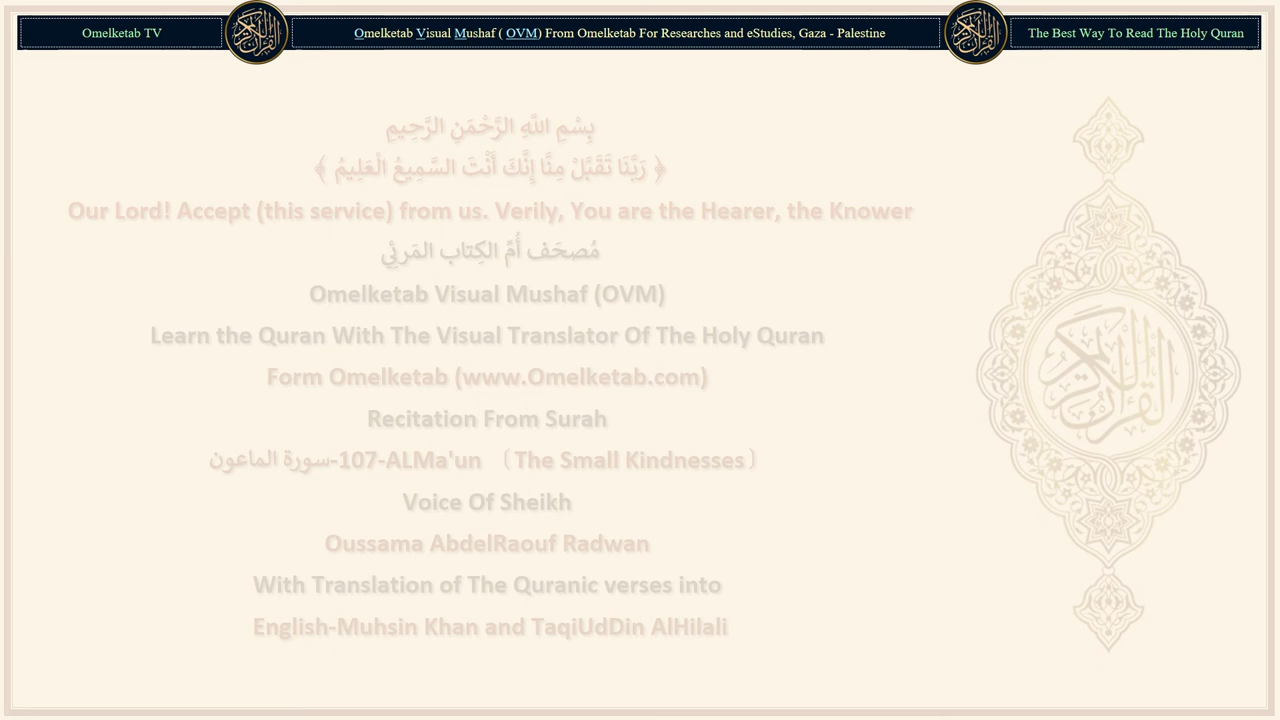 Omelketab TV
Omelketab Visual Mushaf ( OVM) From Omelketab For Researches and eStudies, Gaza - Palestine
The Best Way To Read The Holy Quran
بِسْمِ اللَّهِ الرَّحْمَنِ الرَّحِيمِ
﴿ رَبَّنَا تَقَبَّلْ مِنَّا إِنَّكَ أَنْتَ السَّمِيعُ الْعَلِيمُ ﴾
Our Lord! Accept (this service) from us. Verily, You are the Hearer, the Knower
مُصحَف أُمِّ الكِتاب المَرئِي
Omelketab Visual Mushaf (OVM)
Learn the Quran With The Visual Translator Of The Holy Quran
Form Omelketab (www.Omelketab.com)
Recitation From Surah
سورة الماعون-107-ALMa'un 〔The Small Kindnesses〕
Voice Of Sheikh
Oussama AbdelRaouf Radwan
With Translation of The Quranic verses into
English-Muhsin Khan and TaqiUdDin AlHilali
القرآن الكريم